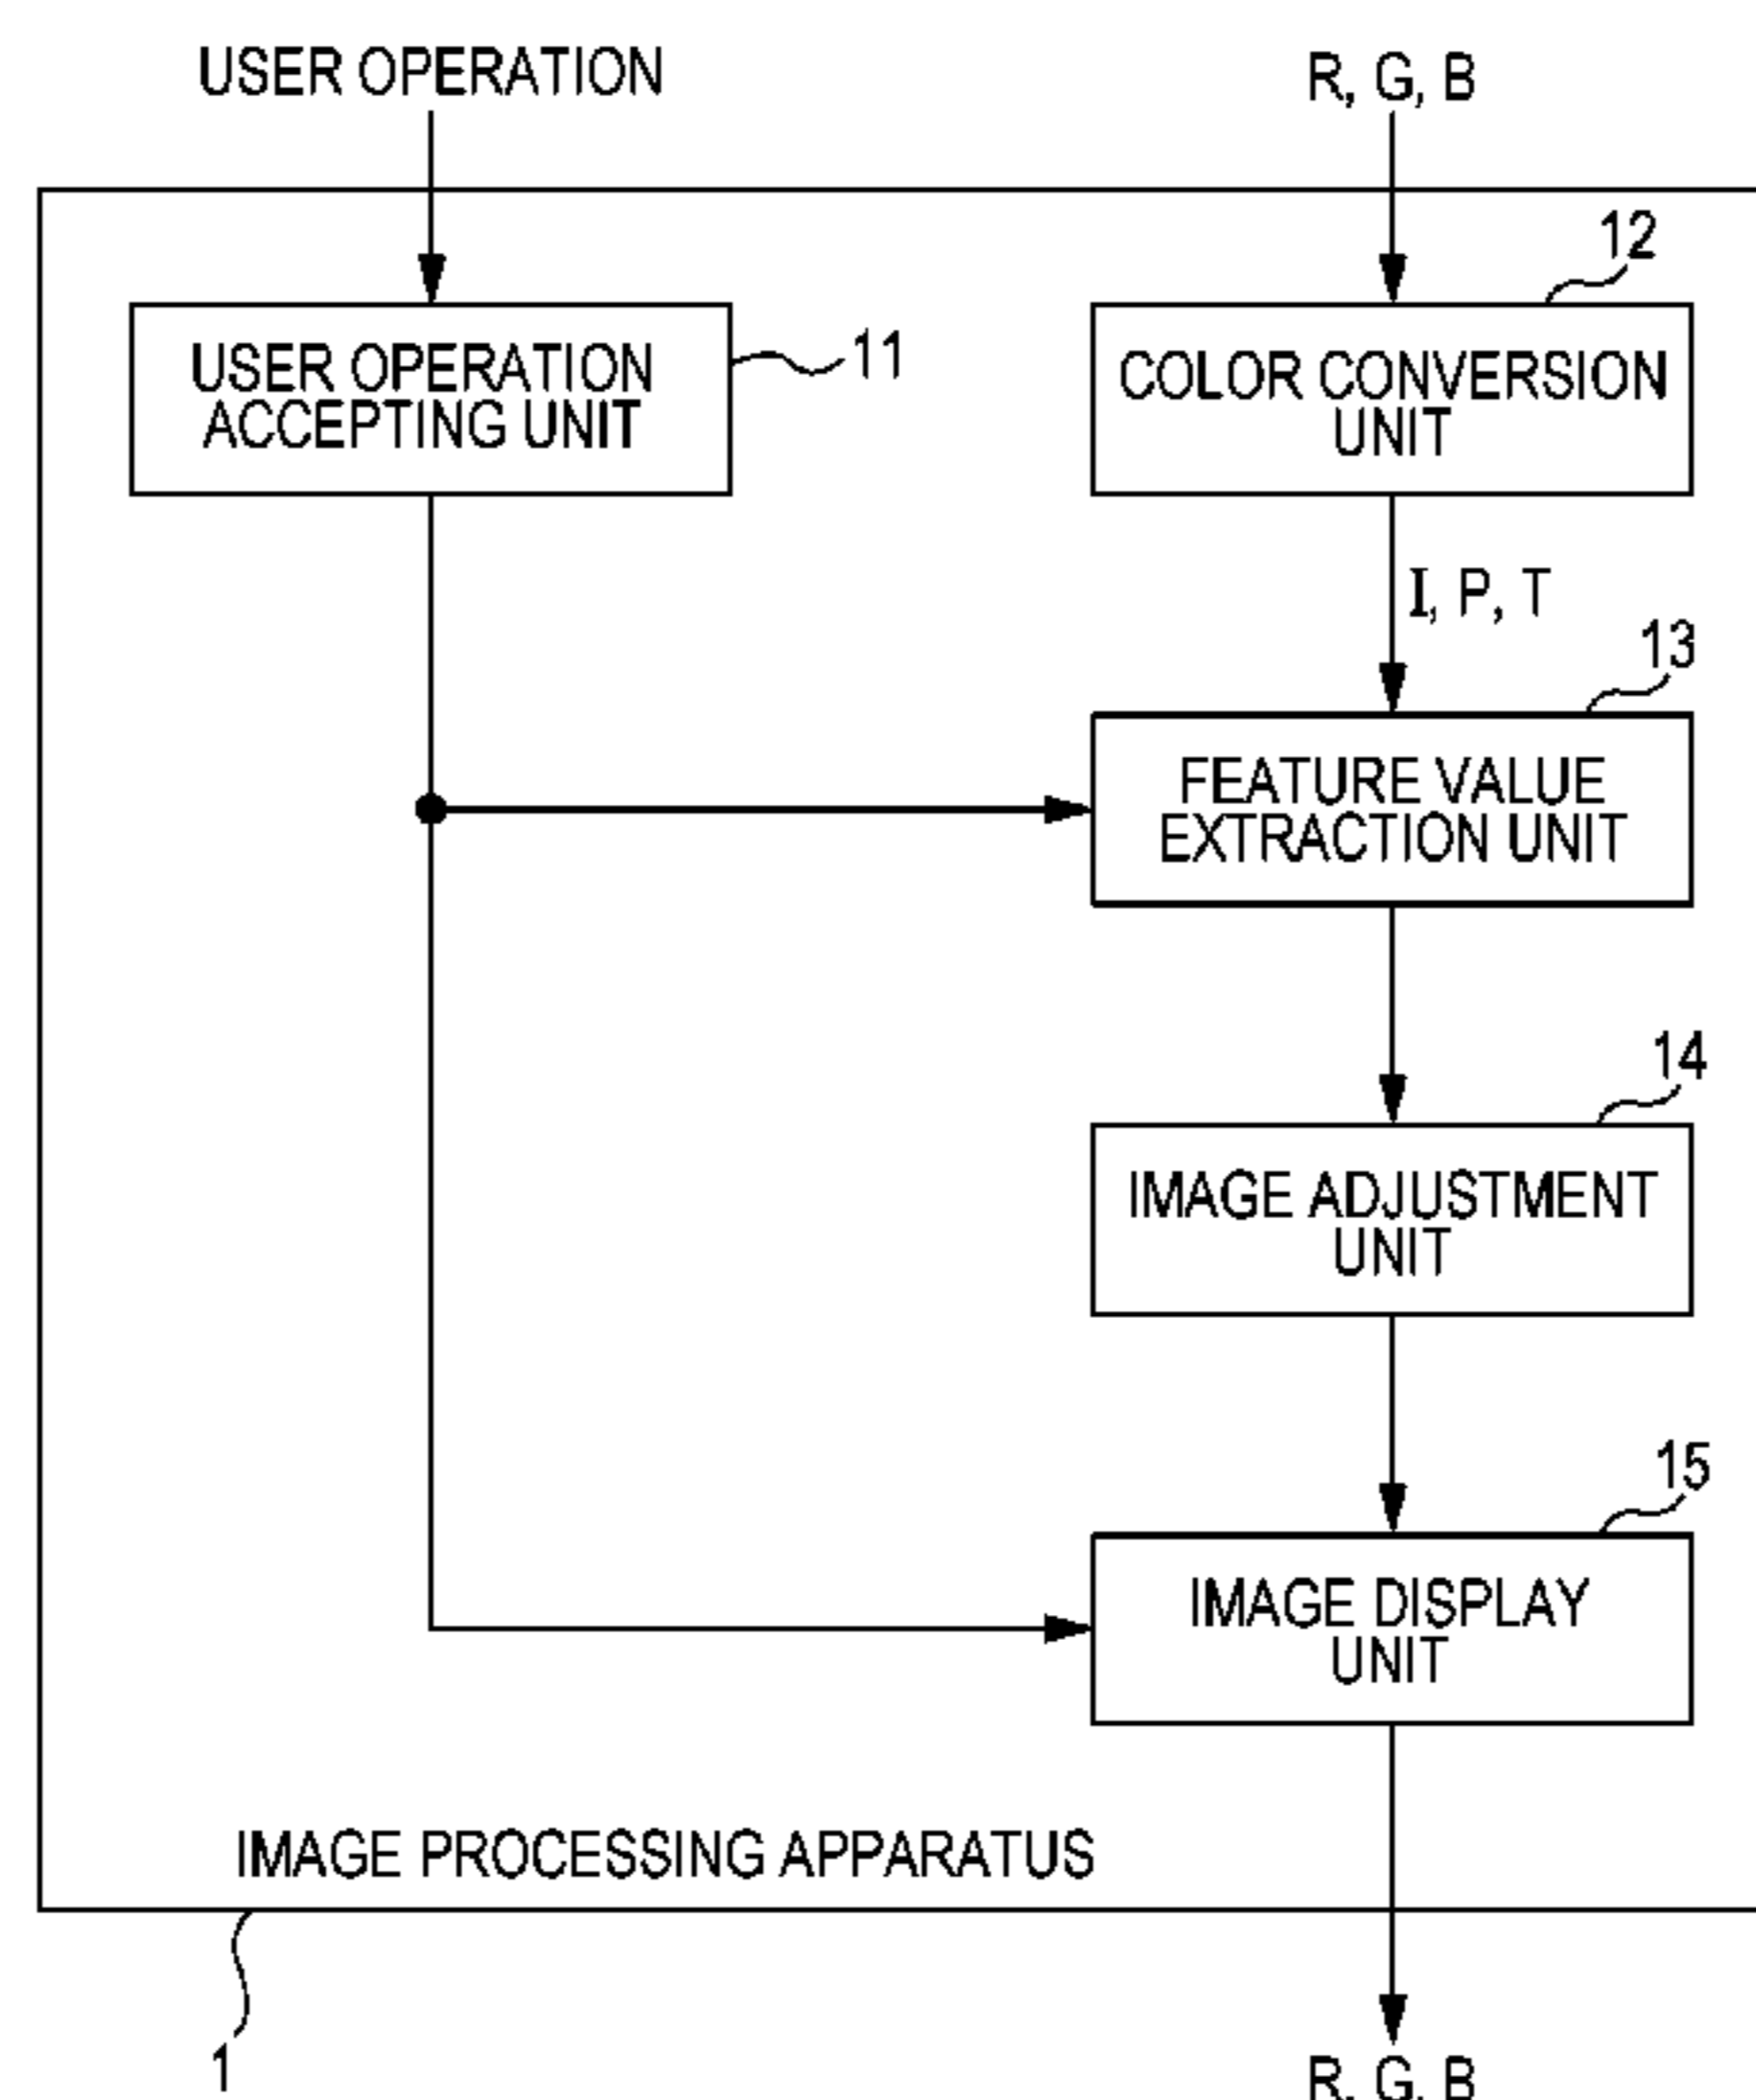 USER OPERATION
R, G, B
12
USER OPERATION
ACCEPTING UNIT
11
COLOR CONVERSION
UNIT
I, P, T
13
FEATURE VALUE
EXTRACTION UNIT
14
IMAGE ADJUSTMENT
UNIT
15
IMAGE DISPLAY
UNIT
IMAGE PROCESSING APPARATUS
1
R, G, B